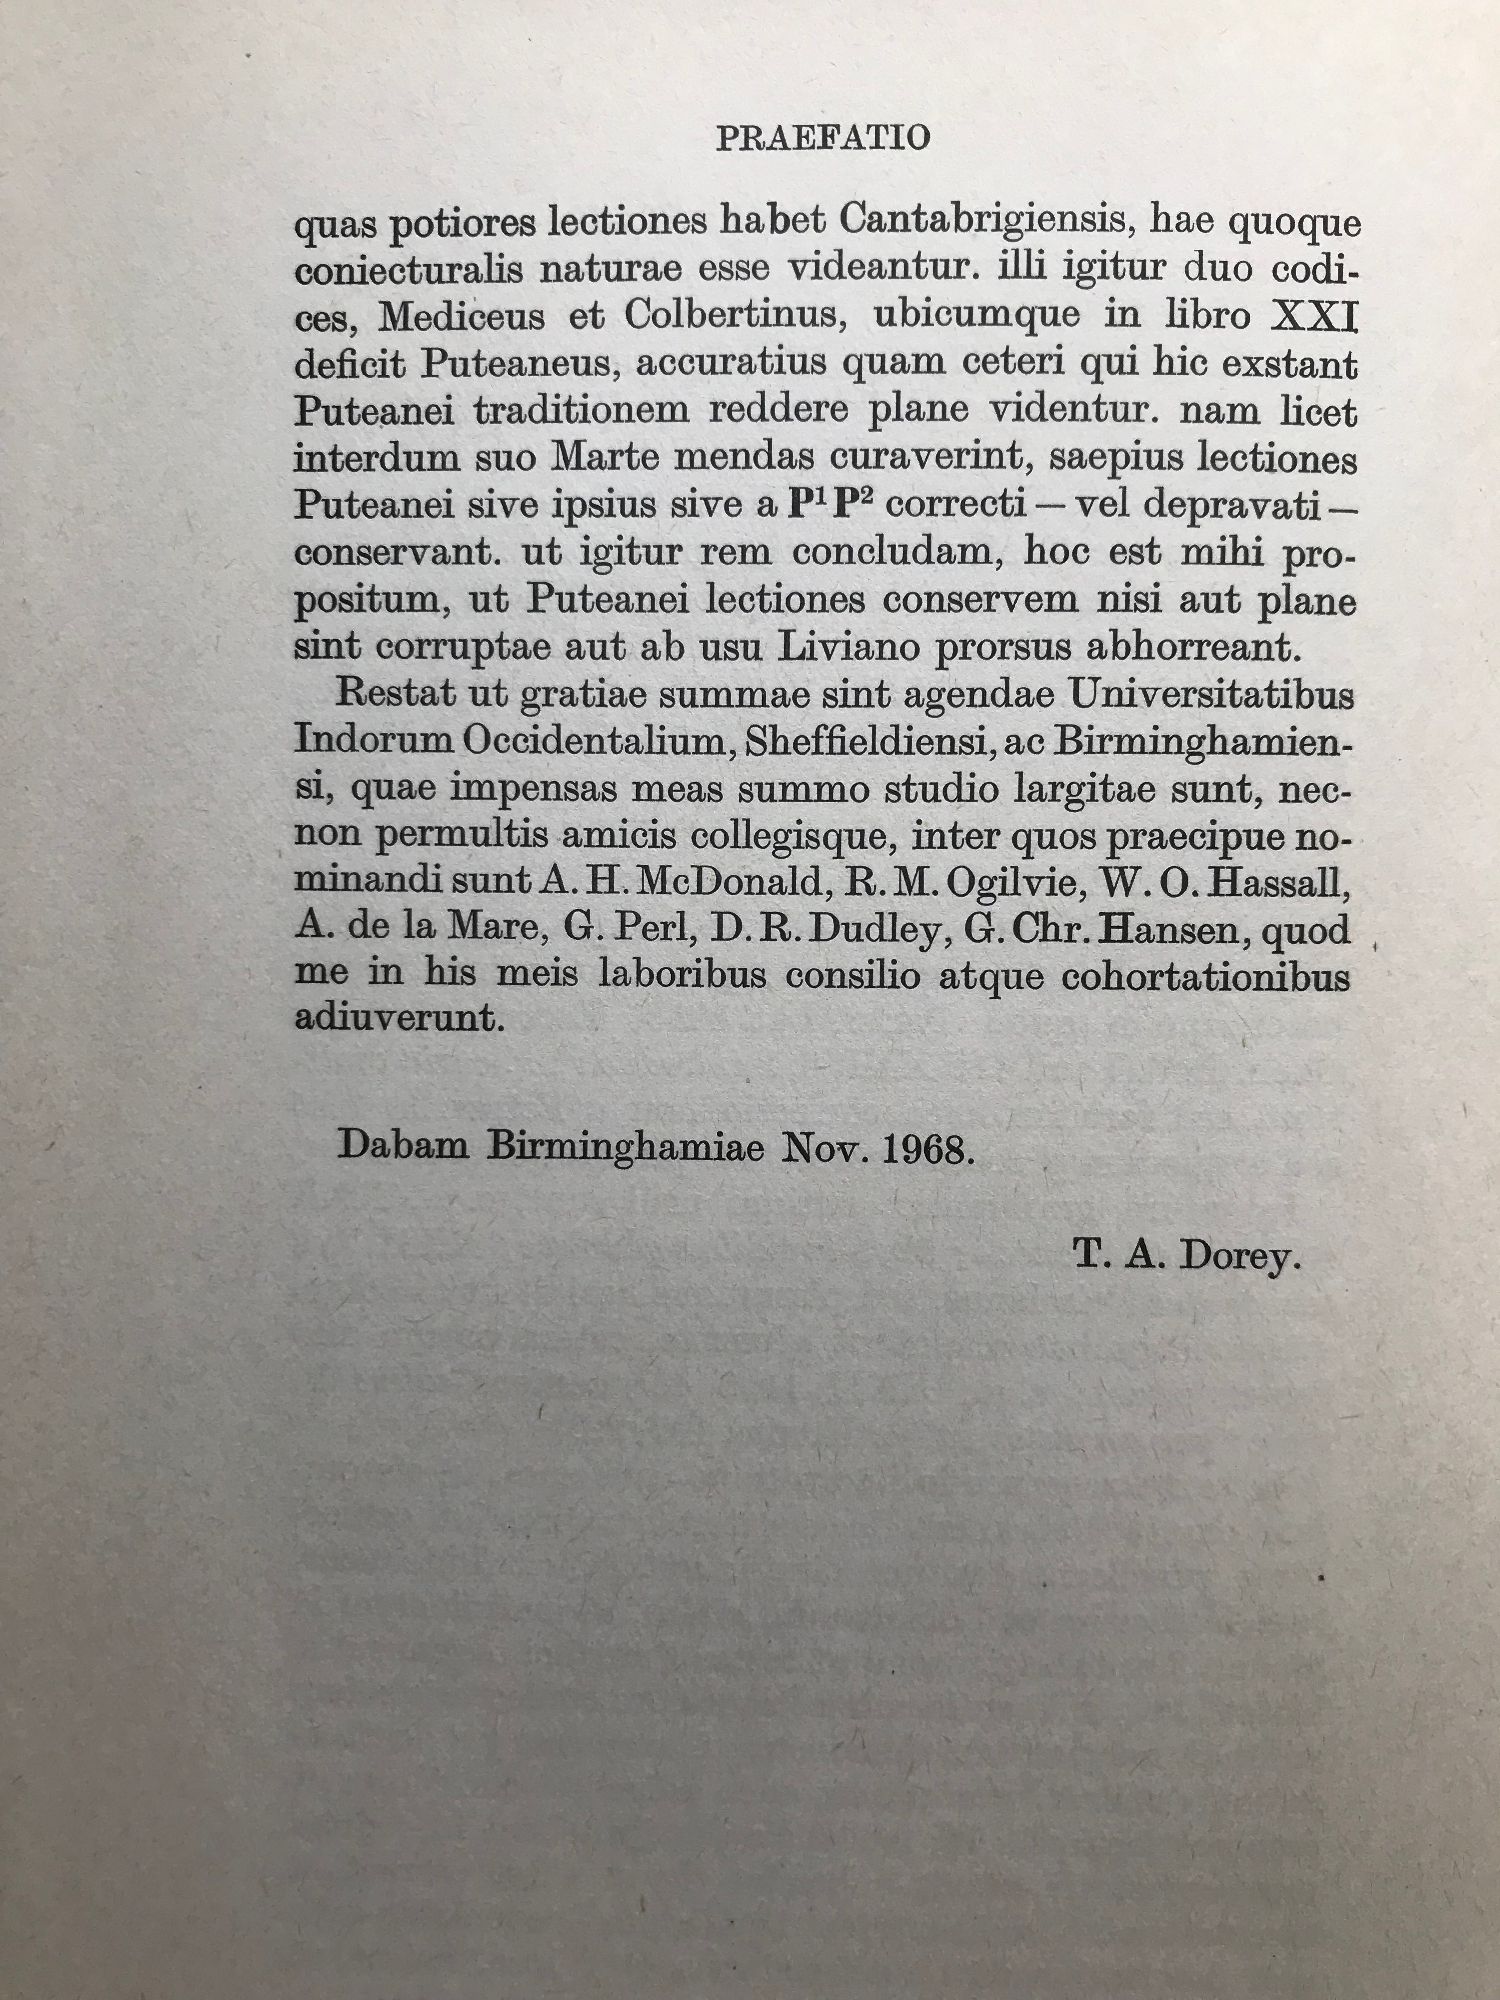 PRAEFATIO
quas potiores lectiones habet Cantabrigiensis, hae quoque
coniecturalis naturae esse videantur. illi igitur duo codi-
ces, Mediceus et Colbertinus, ubicumque in libro XXI
deficit Puteaneus, accuratius quam ceteri qui hic exstant
Puteanei traditionem reddere plane videntur. nam licet
interdum suo Marte mendas curaverint, saepius lectiones
Puteanei sive ipsius sive a P¹P² correcti — vel depravati —
conservant. ut igitur rem concludam, hoc est mihi pro-
positum, ut Puteanei lectiones conservem nisi aut plane
sint corruptae aut ab usu Liviano prorsus abhorreant.
Restat ut gratiae summae sint agendae Universitatibus
Indorum Occidentalium, Sheffieldiensi, ac Birminghamien-
si, quae impensas meas summo studio largitae sunt, nec-
non permultis amicis collegisque, inter quos praecipue no-
minandi sunt A. H. McDonald, R. M. Ogilvie, W. O. Hassall,
A. de la Mare, G. Perl, D. R. Dudley, G. Chr. Hansen, quod
me in his meis laboribus consilio atque cohortationibus
adiuverunt.
Dabam Birminghamiae Nov. 1968.
T. A. Dorey.